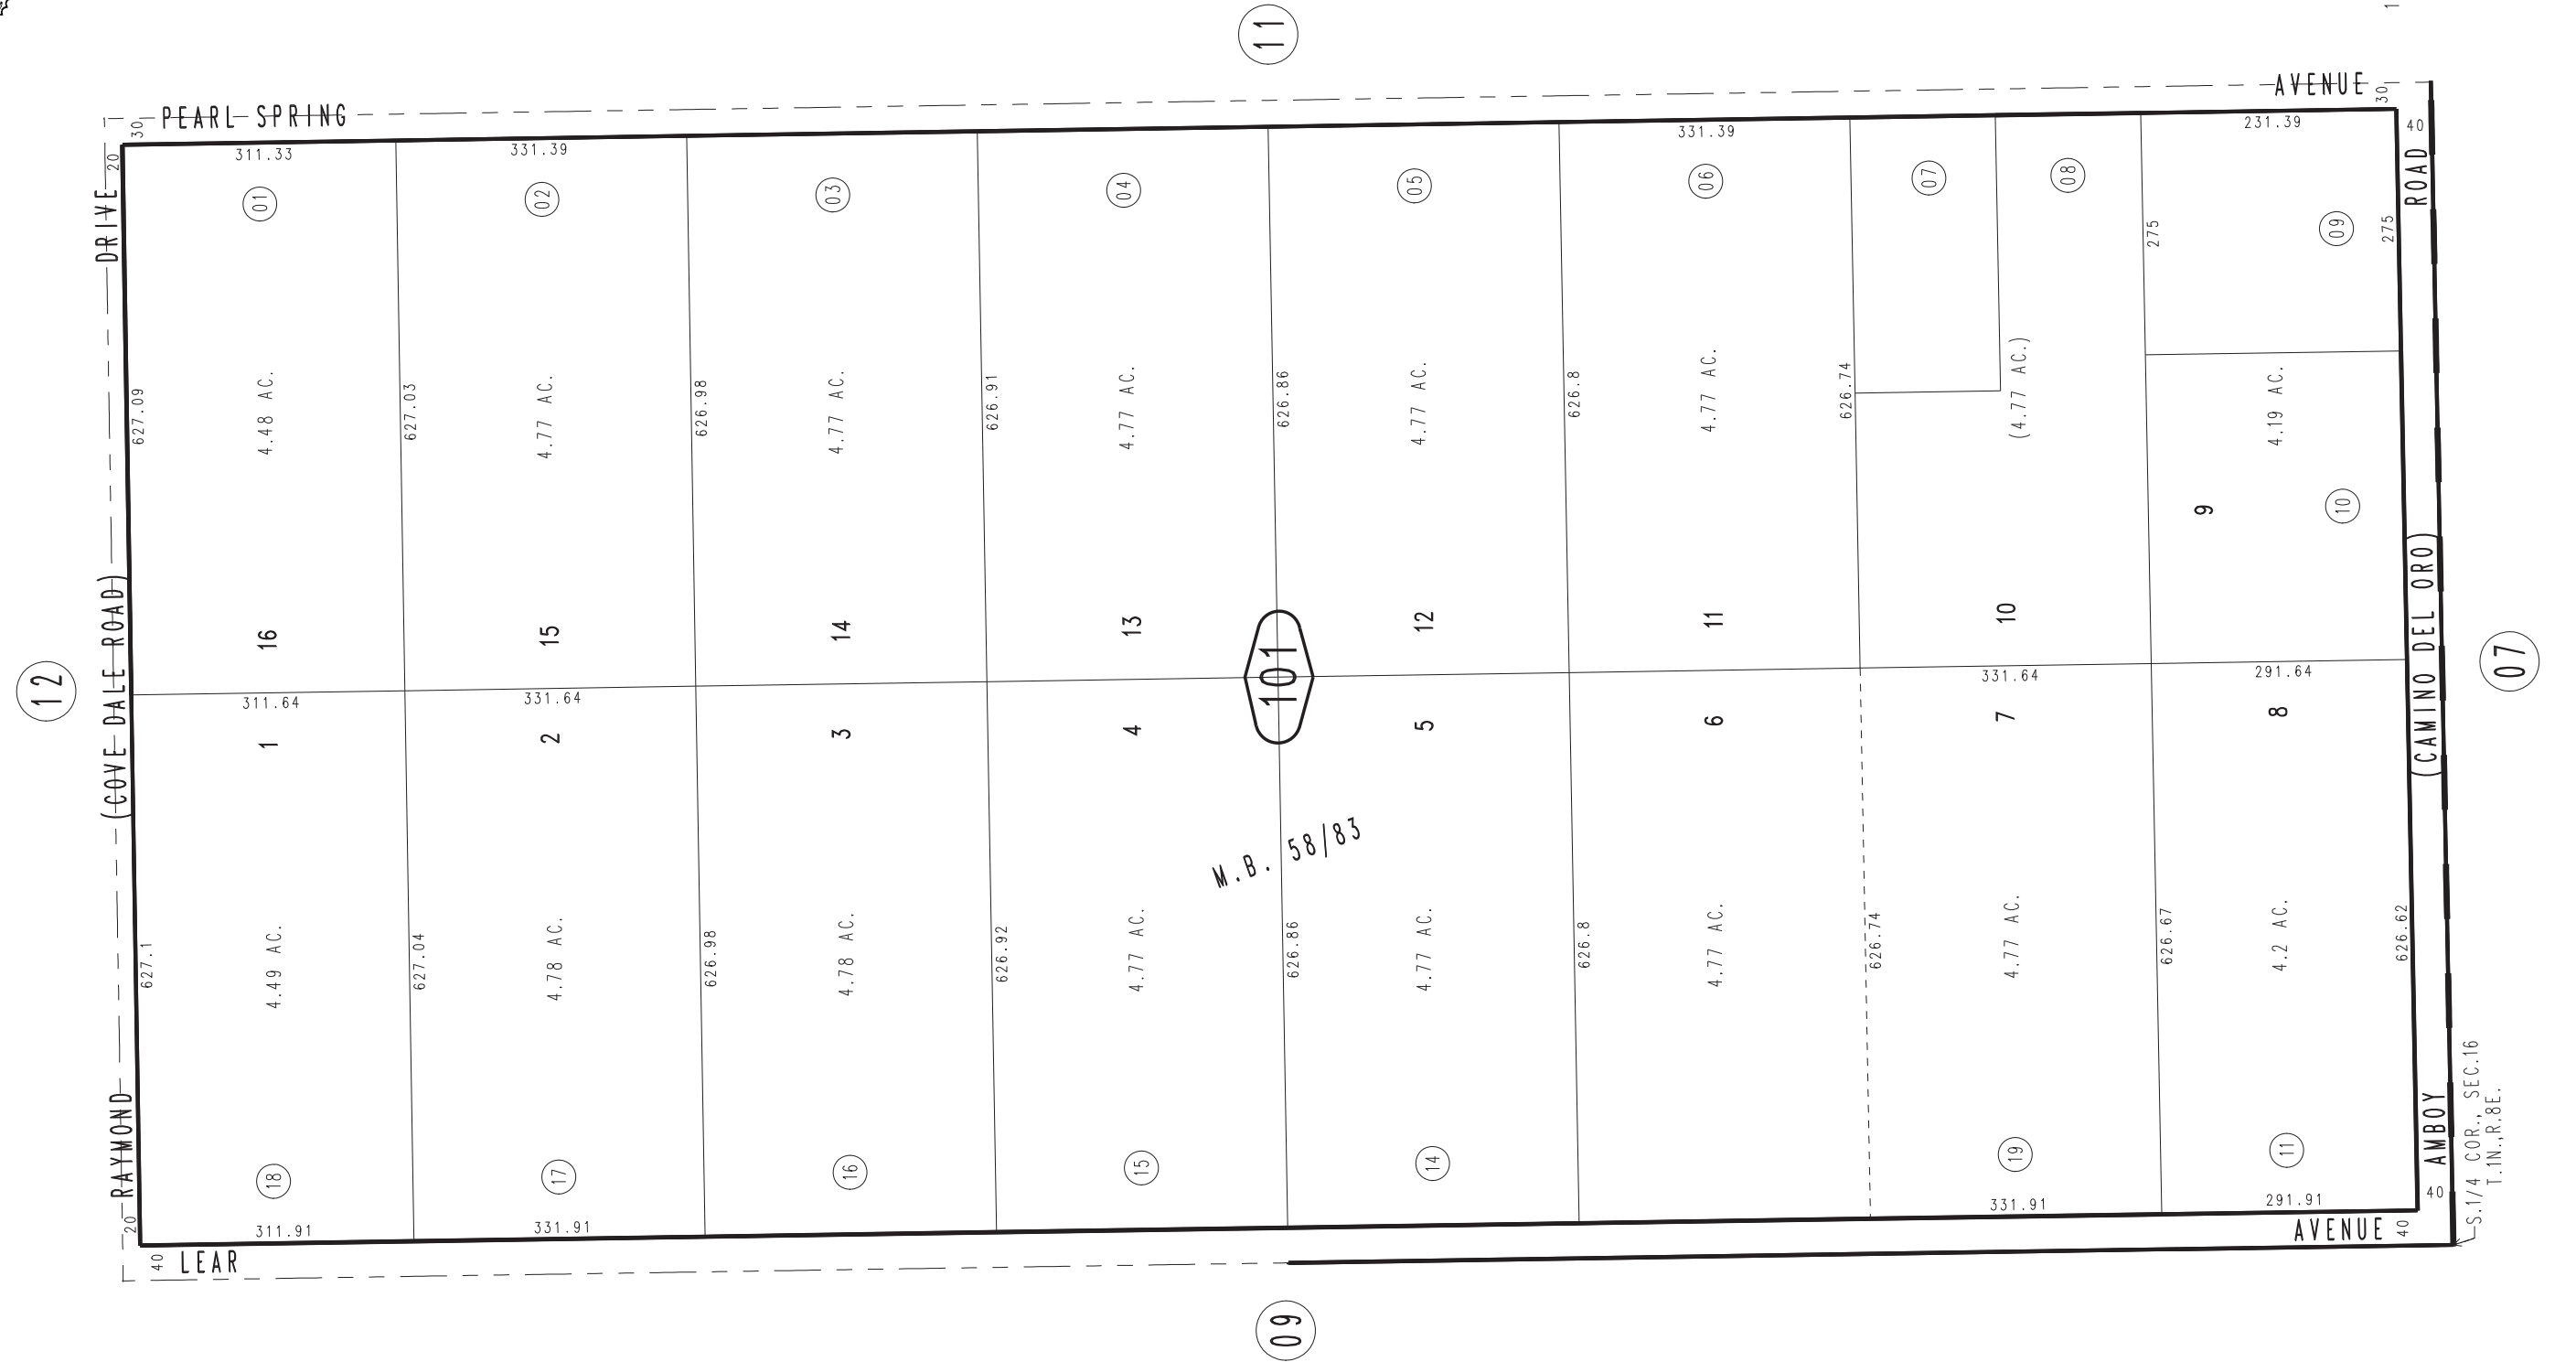 11
PEARL SPRING
AVENUE
30
30
20
40
311.33
331.39
331.39
231.39
DRIVE
ROAD
01
02
03
04
05
06
07
08
09
275
275
627.09
4.48 AC.
627.03
4.77 AC.
626.98
4.77 AC.
626.91
4.77 AC.
626.86
4.77 AC.
626.8
4.77 AC.
626.74
(4.77 AC.)
4.19 AC.
9
10
16
15
14
13
12
11
10
12
(COVE DALE ROAD)
101
(CAMINO DEL ORO)
07
311.64
331.64
331.64
291.64
1
2
3
4
5
6
7
8
M.B. 58/83
627.1
4.49 AC.
627.04
4.78 AC.
626.98
4.78 AC.
626.92
4.77 AC.
626.86
4.77 AC.
626.8
4.77 AC.
626.74
4.77 AC.
626.67
4.2 AC.
626.62
RAYMOND
AMBOY
18
17
16
15
14
19
11
S.1/4 COR., SEC.16
T.1N.,R.8E.
20
311.91
331.91
331.91
291.91
40
40
LEAR
AVENUE
40
09